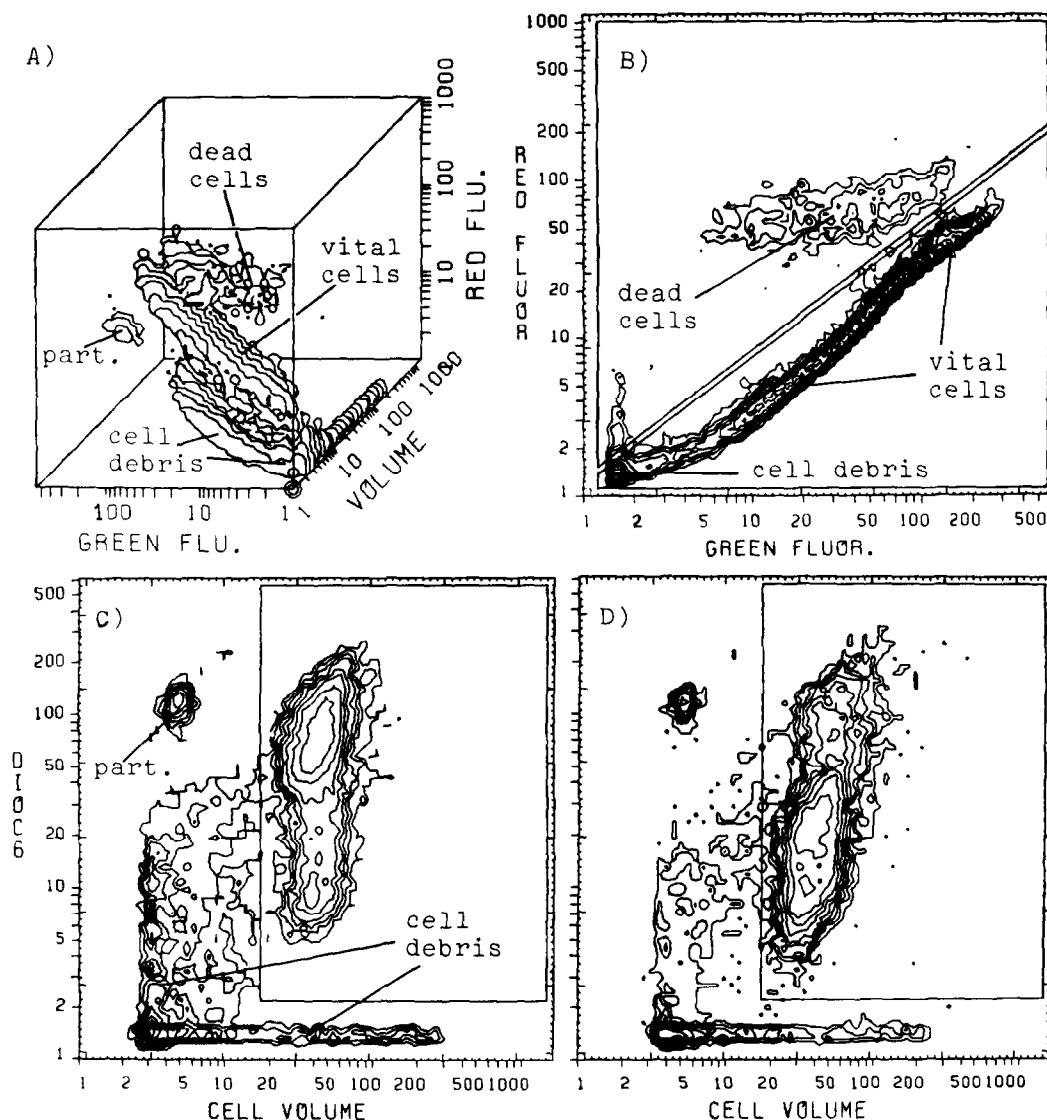 A)
dead
cells
vital
cells
part.
cell
debris
1000
100
10
RED FLU.
100 10 1
GREEN FLU.
1 10 100 1000
VOLUME
B)
1000
500
200
100
50
20
10
5
2
1
RED FLUOR
dead
cells
vital
cells
cell debris
1 2 5 10 20 50 100 200 500
GREEN FLUOR.
C)
500
200
100
50
20
10
5
2
1
DIOC6
part.
cell
debris
1 2 5 10 20 50 100 200 500 1000
CELL VOLUME
D)
1 2 5 10 20 50 100 200 500 1000
CELL VOLUME